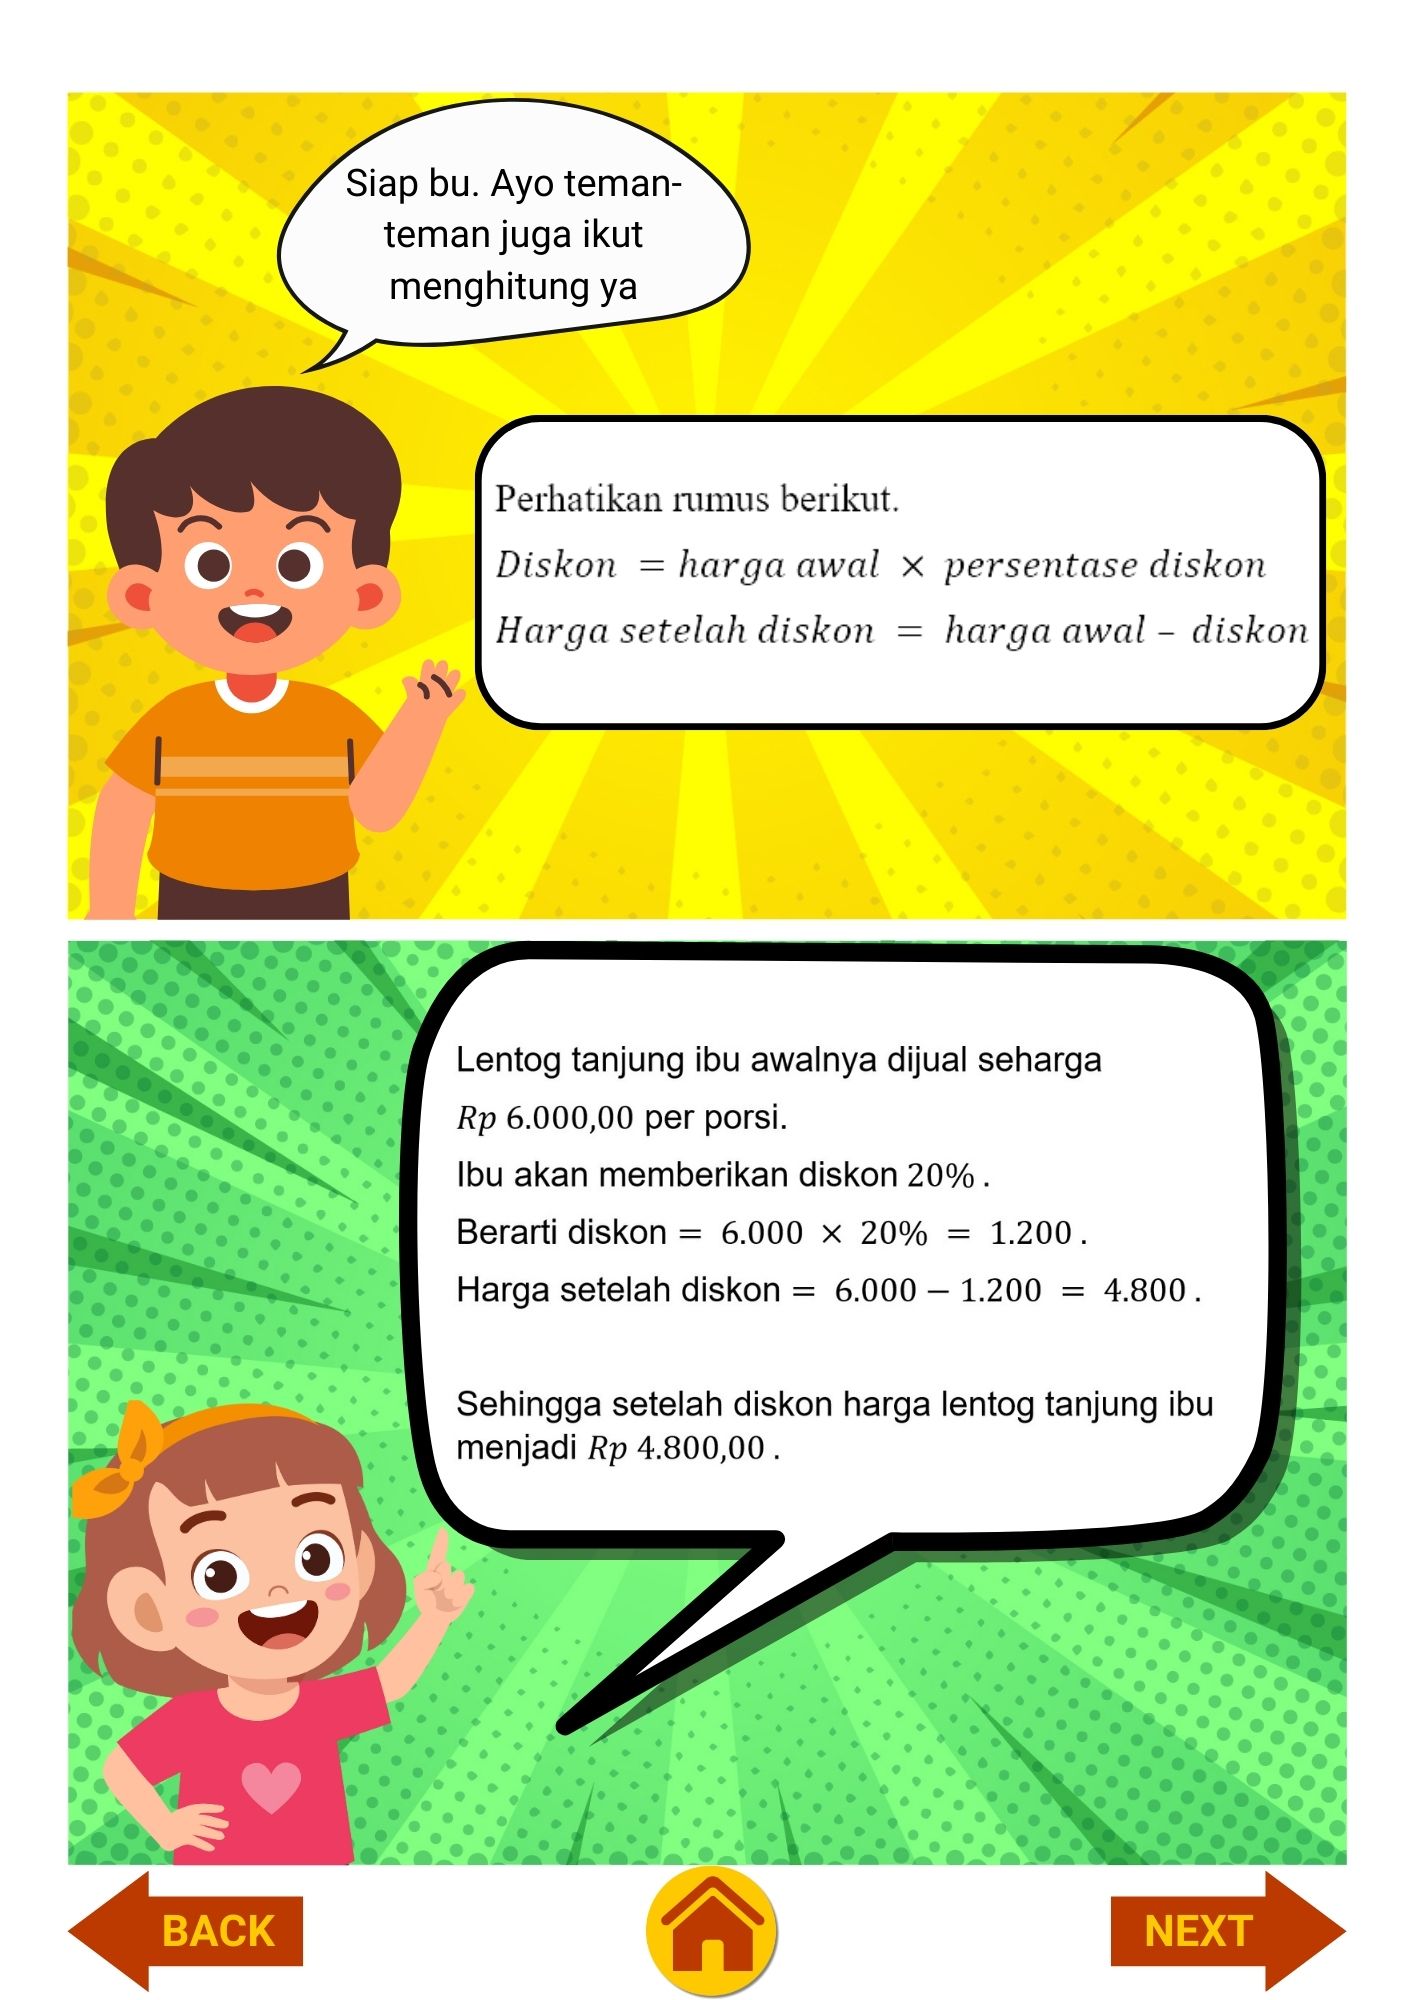 Siap bu. Ayo teman-
teman juga ikut
menghitung ya
Perhatikan rumus berikut.
Diskon = harga awal × persentase diskon
Harga setelah diskon = harga awal – diskon
Lentog tanjung ibu awalnya dijual seharga
Rp 6.000,00 per porsi.
Ibu akan memberikan diskon 20% .
Berarti diskon = 6.000 × 20% = 1.200 .
Harga setelah diskon = 6.000 − 1.200 = 4.800 .
Sehingga setelah diskon harga lentog tanjung ibu
menjadi Rp 4.800,00 .
BACK
NEXT